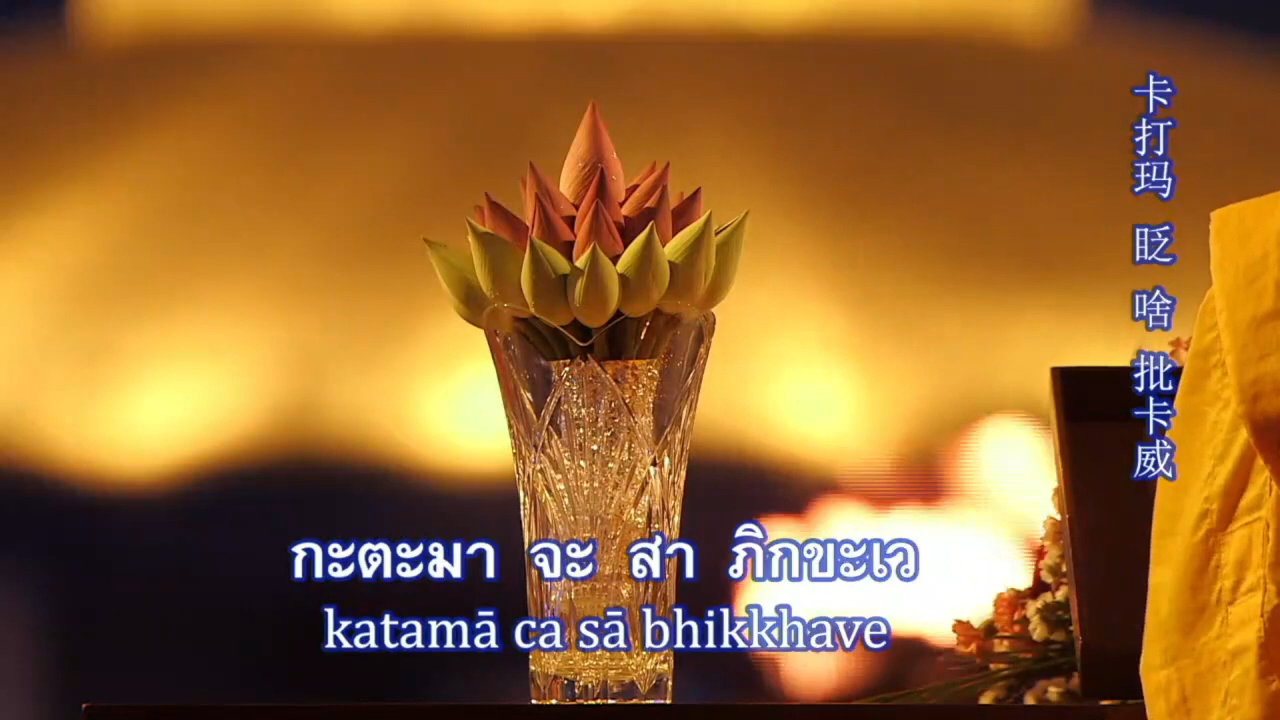 卡打玛 眨 啥 批卡威
กะตะมา จะ สา ภิกขะเว
katamā ca sā bhikkhave